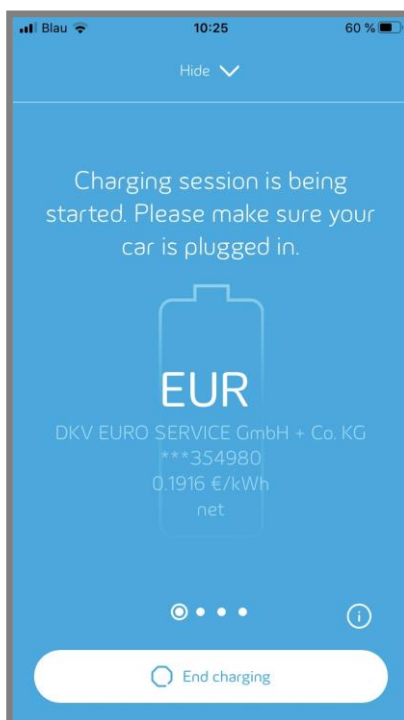 Blau 10:25 60 %
Hide
Charging session is being
started. Please make sure your
car is plugged in.
EUR
DKV EURO SERVICE GmbH + Co. KG
***354980
0.1916 €/kWh
net
i
End charging